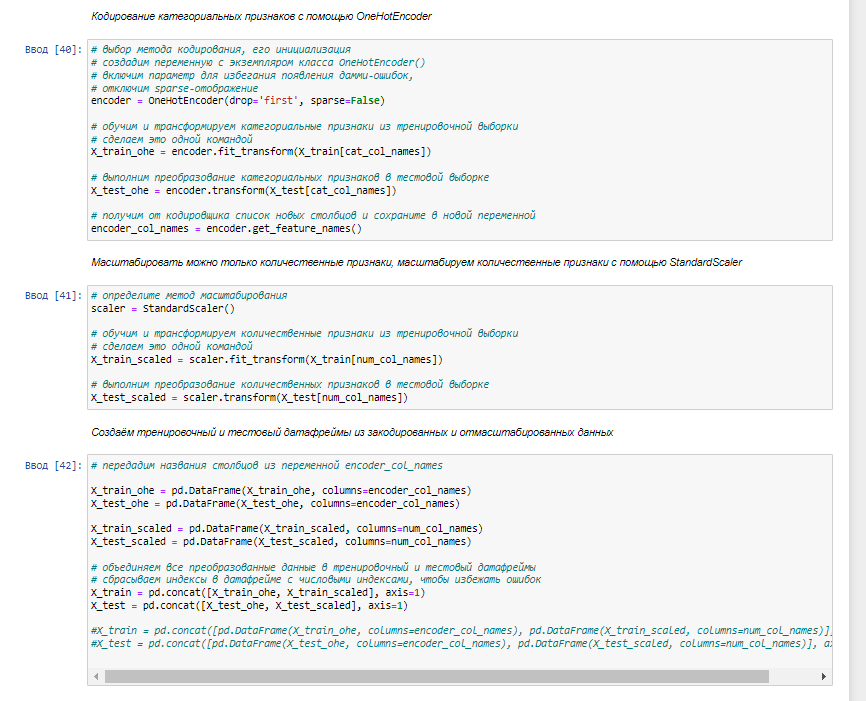 Кодирование категориальных признаков с помощью OneHotEncoder
Ввод [40]:
# выбор метода кодирования, его инициализация
# создадим переменную с экземпляром класса OneHotEncoder()
# включим параметр для избегания появления дамми-ошибок,
# отключим sparse-отображение
encoder = OneHotEncoder(drop='first', sparse=False)
# обучим и трансформируем категориальные признаки из тренировочной выборки
# сделаем это одной командой
X_train_ohe = encoder.fit_transform(X_train[cat_col_names])
# выполним преобразование категориальных признаков в тестовой выборке
X_test_ohe = encoder.transform(X_test[cat_col_names])
# получим от кодировщика список новых столбцов и сохраните в новой переменной
encoder_col_names = encoder.get_feature_names()
Масштабировать можно только количественные признаки, масштабируем количественные признаки с помощью StandardScaler
Ввод [41]:
# определите метод масштабирования
scaler = StandardScaler()
# обучим и трансформируем количественные признаки из тренировочной выборки
# сделаем это одной командой
X_train_scaled = scaler.fit_transform(X_train[num_col_names])
# выполним преобразование количественных признаков в тестовой выборке
X_test_scaled = scaler.transform(X_test[num_col_names])
Создаём тренировочный и тестовый датафреймы из закодированных и отмасштабированных данных
Ввод [42]:
# передадим названия столбцов из переменной encoder_col_names
X_train_ohe = pd.DataFrame(X_train_ohe, columns=encoder_col_names)
X_test_ohe = pd.DataFrame(X_test_ohe, columns=encoder_col_names)
X_train_scaled = pd.DataFrame(X_train_scaled, columns=num_col_names)
X_test_scaled = pd.DataFrame(X_test_scaled, columns=num_col_names)
# объединяем все преобразованные данные в тренировочный и тестовый датафреймы
# сбрасываем индексы в датафрейме с числовыми индексами, чтобы избежать ошибок
X_train = pd.concat([X_train_ohe, X_train_scaled], axis=1)
X_test = pd.concat([X_test_ohe, X_test_scaled], axis=1)
#X_train = pd.concat([pd.DataFrame(X_train_ohe, columns=encoder_col_names), pd.DataFrame(X_train_scaled, columns=num_col_names)],
#X_test = pd.concat([pd.DataFrame(X_test_ohe, columns=encoder_col_names), pd.DataFrame(X_test_scaled, columns=num_col_names)],